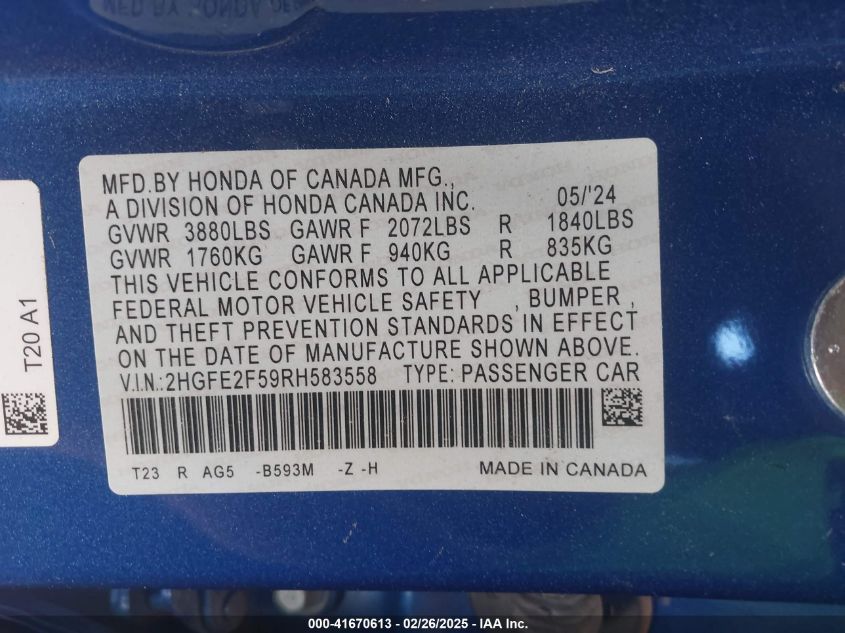 MFD.BY HONDA OF CANADA MFG.,
A DIVISION OF HONDA CANADA INC. 05/'24
GVWR 3880LBS GAWR F 2072LBS R 1840LBS
GVWR 1760KG GAWR F 940KG R 835KG
THIS VEHICLE CONFORMS TO ALL APPLICABLE
FEDERAL MOTOR VEHICLE SAFETY , BUMPER ,
AND THEFT PREVENTION STANDARDS IN EFFECT
ON THE DATE OF MANUFACTURE SHOWN ABOVE.
V.I.N.:2HGFE2F59RH583558 TYPE: PASSENGER CAR
T23 R AG5 -B593M -Z -H MADE IN CANADA
T20 A1
000-41670613 - 02/26/2025 - IAA Inc.